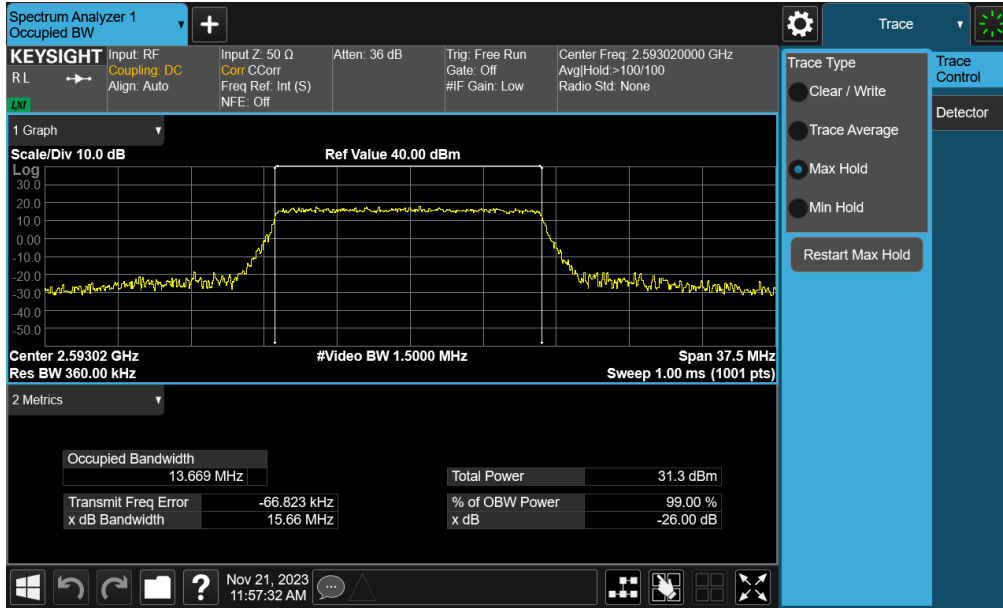 Spectrum Analyzer 1
Occupied BW
+
Trace
KEYSIGHT
R L
LXI
Input: RF
Coupling: DC
Align: Auto
Input Z: 50 Ω
Corr CCorr
Freq Ref: Int (S)
NFE: Off
Atten: 36 dB
Trig: Free Run
Gate: Off
#IF Gain: Low
Center Freq: 2.593020000 GHz
Avg|Hold:>100/100
Radio Std: None
Trace Type
Clear / Write
Trace Average
Max Hold
Min Hold
Restart Max Hold
Trace
Control
Detector
1 Graph
Scale/Div 10.0 dB
Ref Value 40.00 dBm
Log
30.0
20.0
10.0
0.00
-10.0
-20.0
-30.0
-40.0
-50.0
Center 2.59302 GHz
#Video BW 1.5000 MHz
Span 37.5 MHz
Res BW 360.00 kHz
Sweep 1.00 ms (1001 pts)
2 Metrics
Occupied Bandwidth
13.669 MHz
Total Power 31.3 dBm
Transmit Freq Error -66.823 kHz
% of OBW Power 99.00 %
x dB Bandwidth 15.66 MHz
x dB -26.00 dB
?
Nov 21, 2023
11:57:32 AM